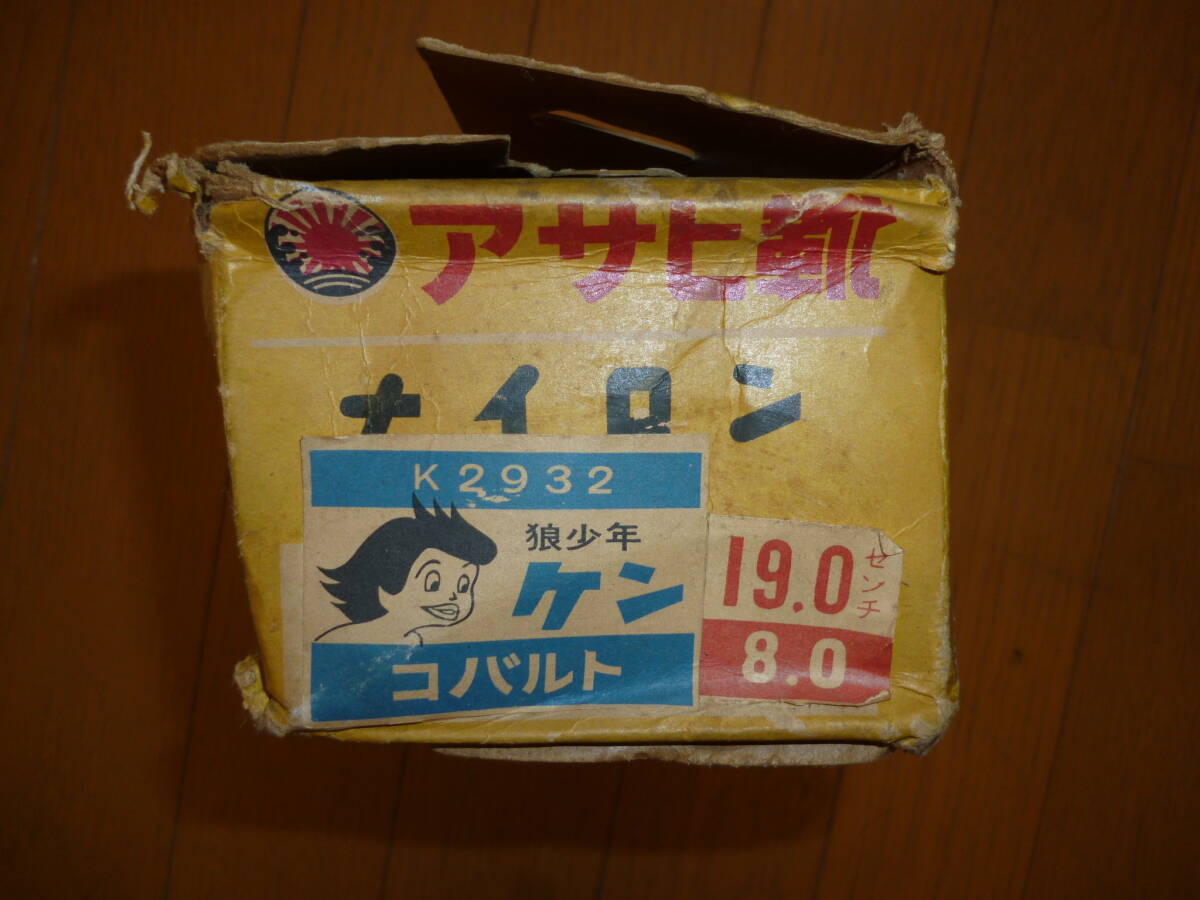 アサヒ靴
ナイロン
K2932
狼少年
ケン
コバルト
19.0 センチ
8.0